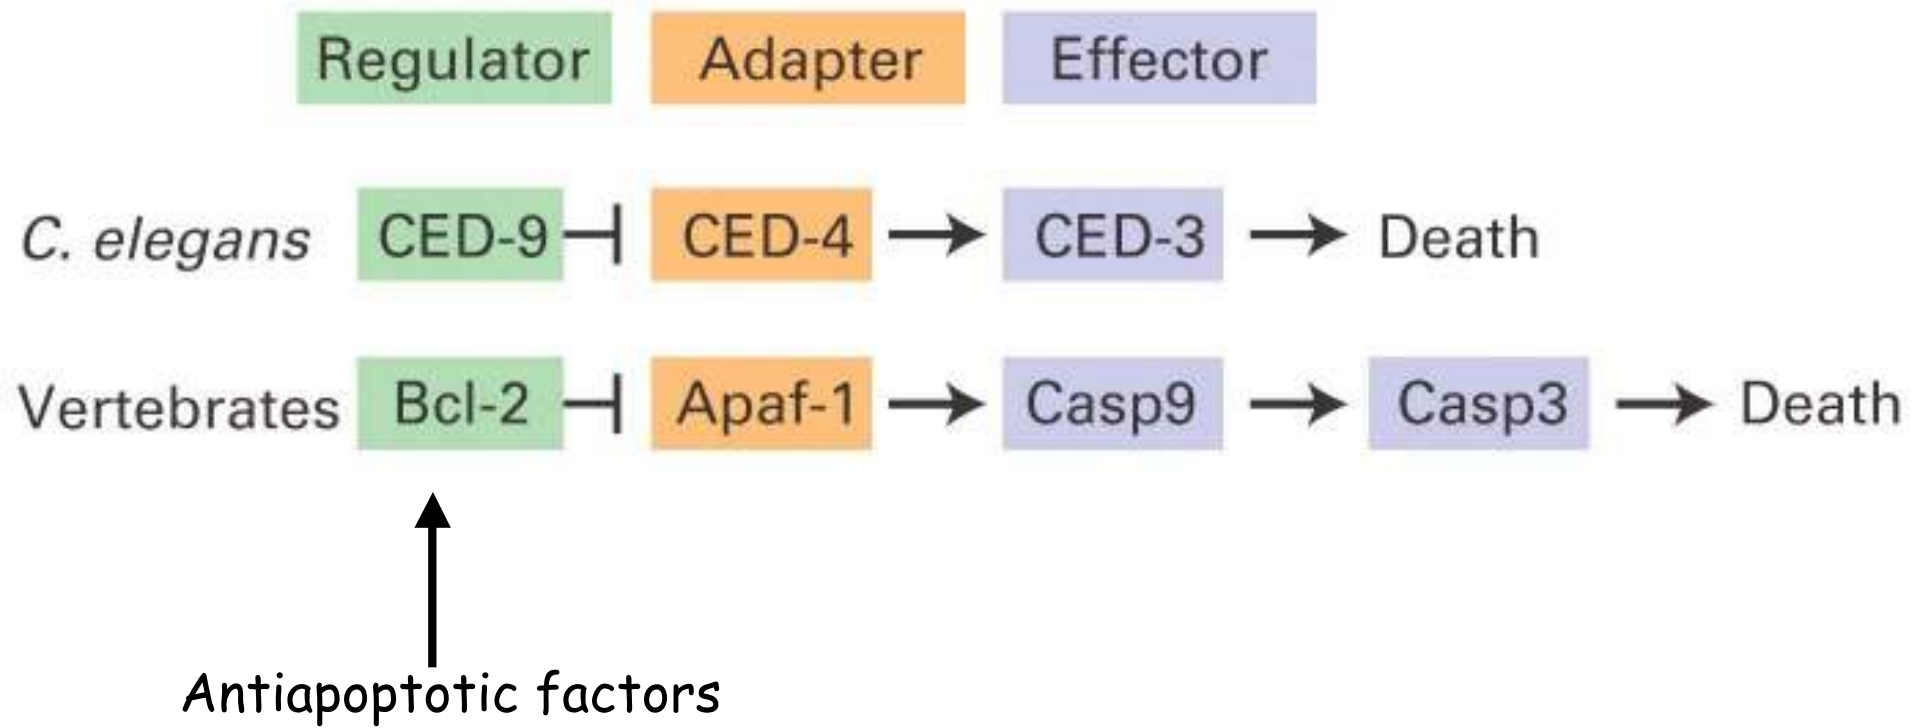 Regulator Adapter Effector
C. elegans CED-9 CED-4 CED-3 Death
Vertebrates Bcl-2 Apaf-1 Casp9 Casp3 Death
Antiapoptotic factors